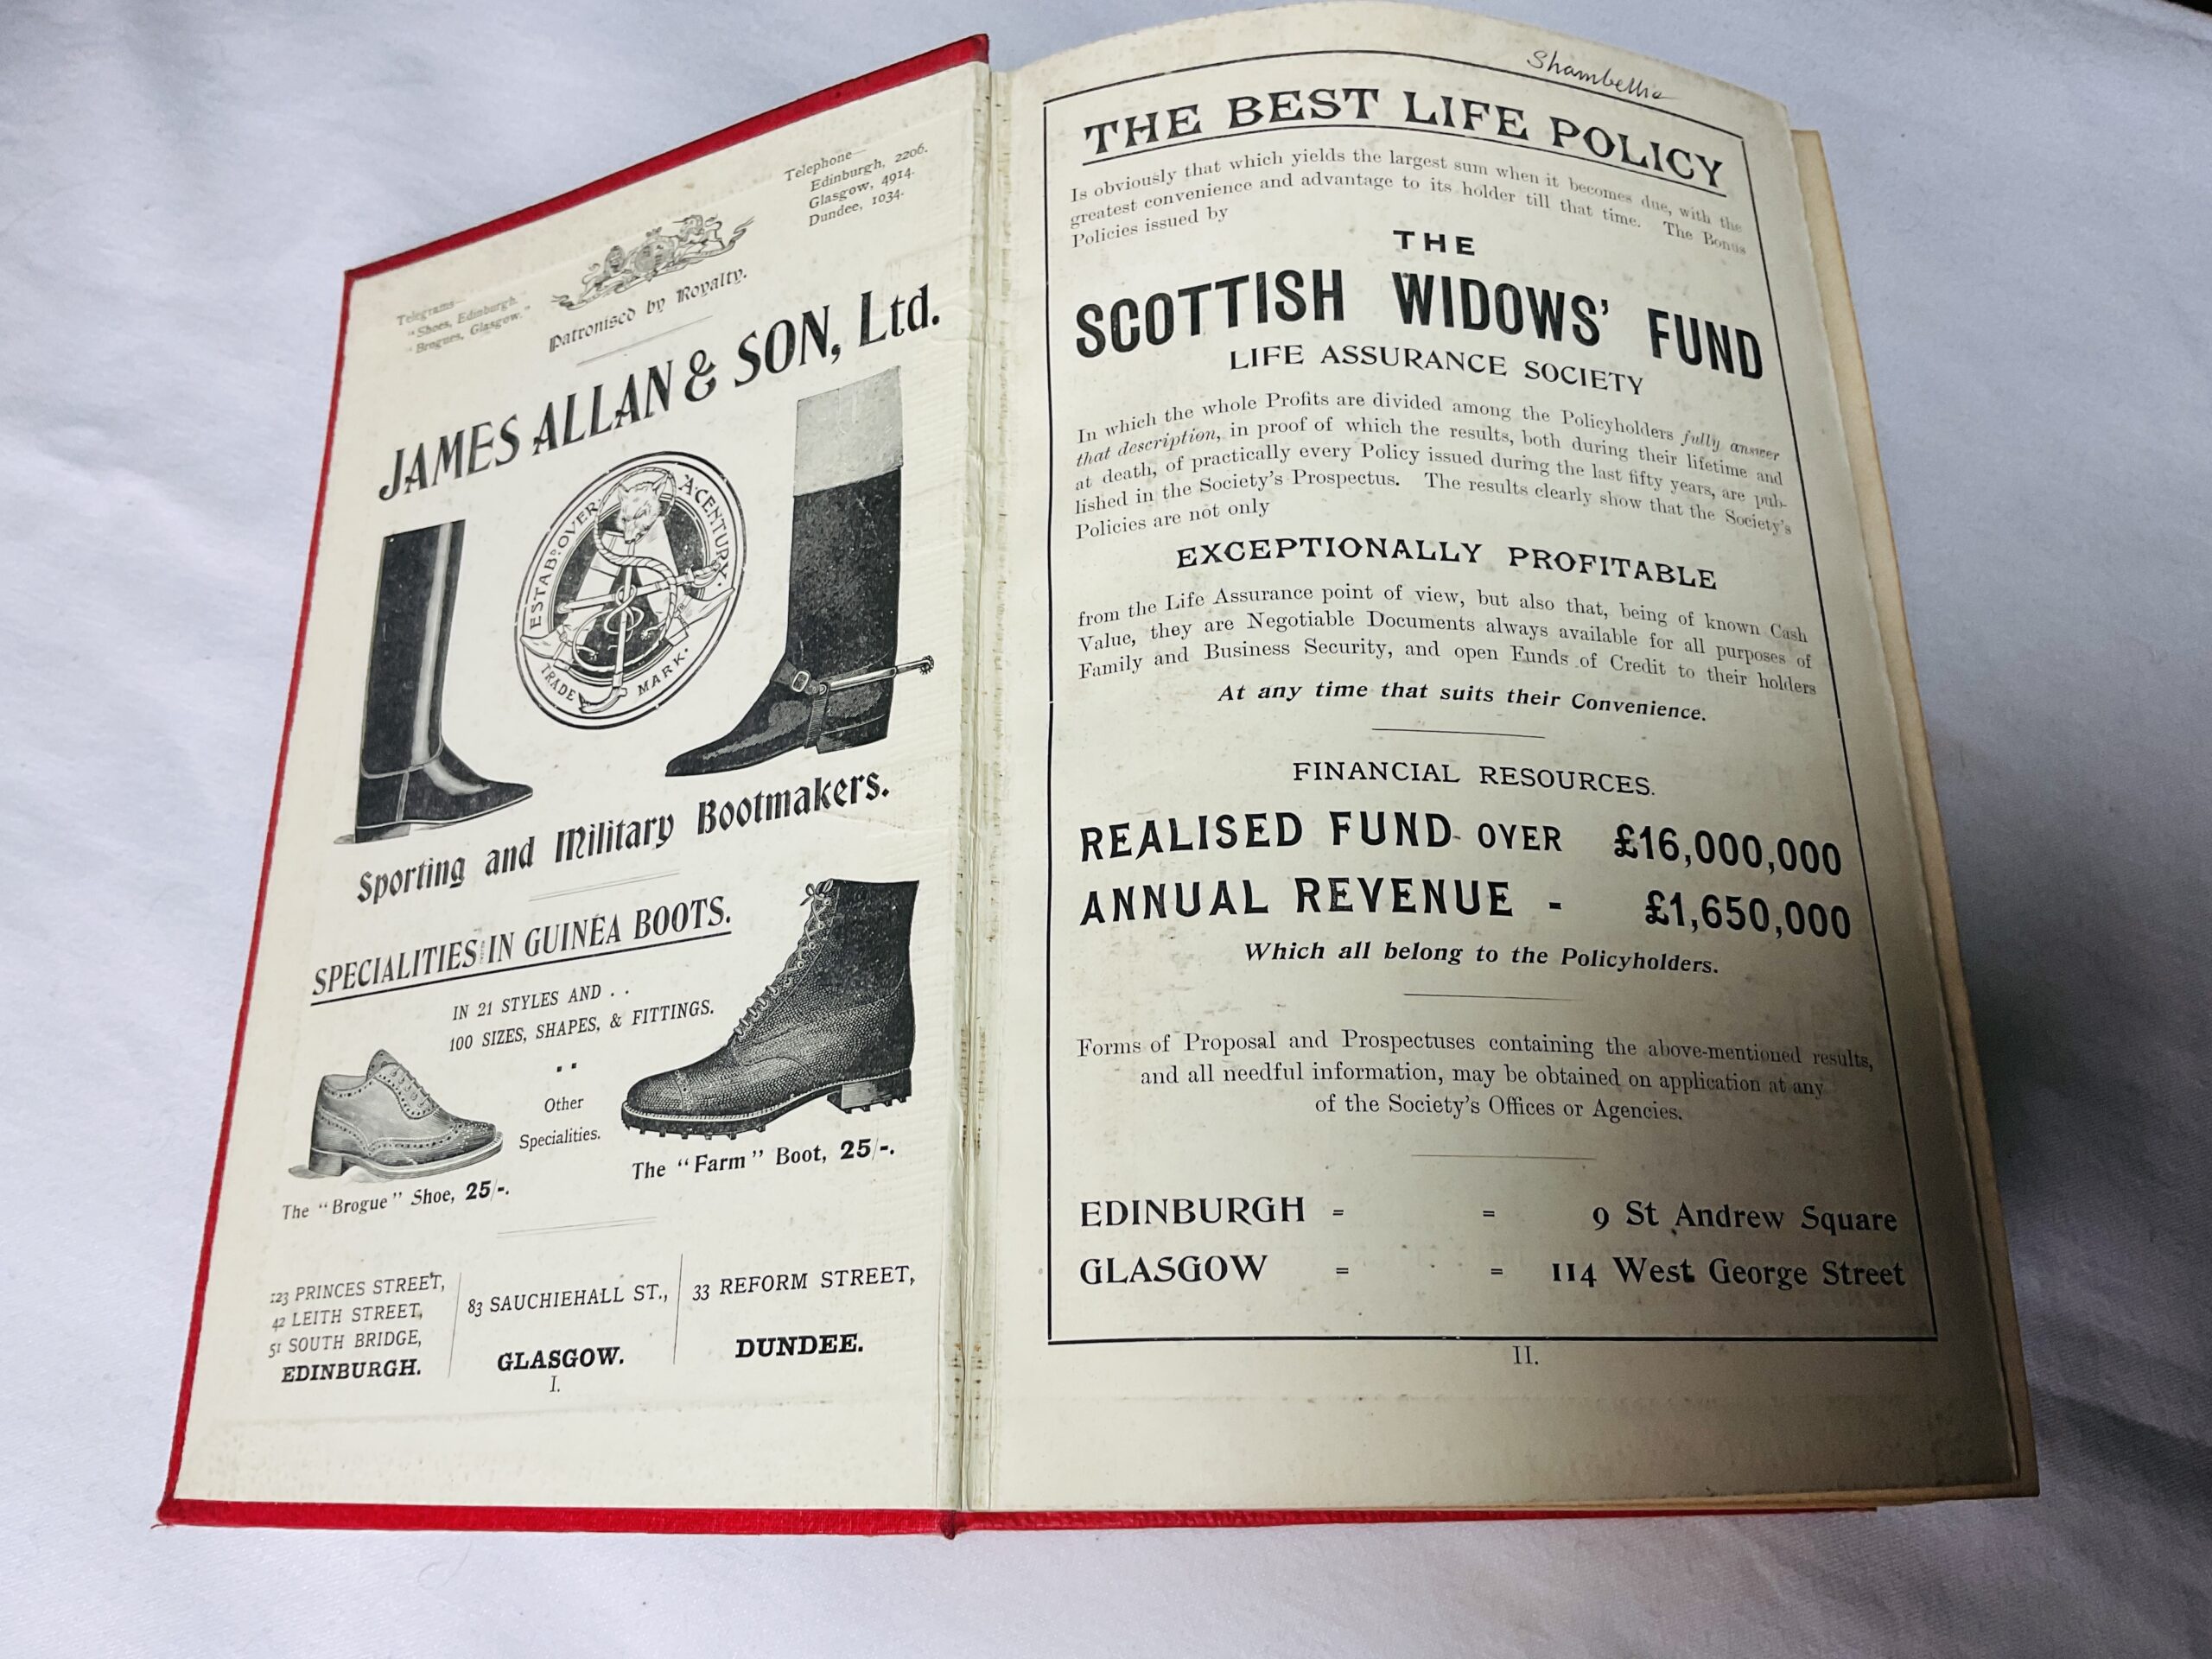 Telegrams—
"Shoes, Edinburgh."
"Brogues, Glasgow."
Telephone—
Edinburgh, 2206.
Glasgow, 4914.
Dundee, 1034.
Patronised by Royalty.
JAMES ALLAN & SON, Ltd.
ESTABD OVER A CENTURY.
TRADE MARK.
Sporting and Military Bootmakers.
SPECIALITIES IN GUINEA BOOTS.
IN 21 STYLES AND . .
100 SIZES, SHAPES, & FITTINGS.
. .
Other
Specialities.
The "Brogue" Shoe, 25/-.
The "Farm" Boot, 25/-.
123 PRINCES STREET,
42 LEITH STREET,
51 SOUTH BRIDGE,
EDINBURGH.
83 SAUCHIEHALL ST.,
GLASGOW.
33 REFORM STREET,
DUNDEE.
I.
Shambellie
THE BEST LIFE POLICY
Is obviously that which yields the largest sum when it becomes due, with the
greatest convenience and advantage to its holder till that time. The Bonus
Policies issued by
THE
SCOTTISH WIDOWS' FUND
LIFE ASSURANCE SOCIETY
In which the whole Profits are divided among the Policyholders fully answer
that description, in proof of which the results, both during their lifetime and
at death, of practically every Policy issued during the last fifty years, are pub-
lished in the Society's Prospectus. The results clearly show that the Society's
Policies are not only
EXCEPTIONALLY PROFITABLE
from the Life Assurance point of view, but also that, being of known Cash
Value, they are Negotiable Documents always available for all purposes of
Family and Business Security, and open Funds of Credit to their holders
At any time that suits their Convenience.
FINANCIAL RESOURCES.
REALISED FUND OVER £16,000,000
ANNUAL REVENUE - £1,650,000
Which all belong to the Policyholders.
Forms of Proposal and Prospectuses containing the above-mentioned results,
and all needful information, may be obtained on application at any
of the Society's Offices or Agencies.
EDINBURGH = = 9 St Andrew Square
GLASGOW = = 114 West George Street
II.